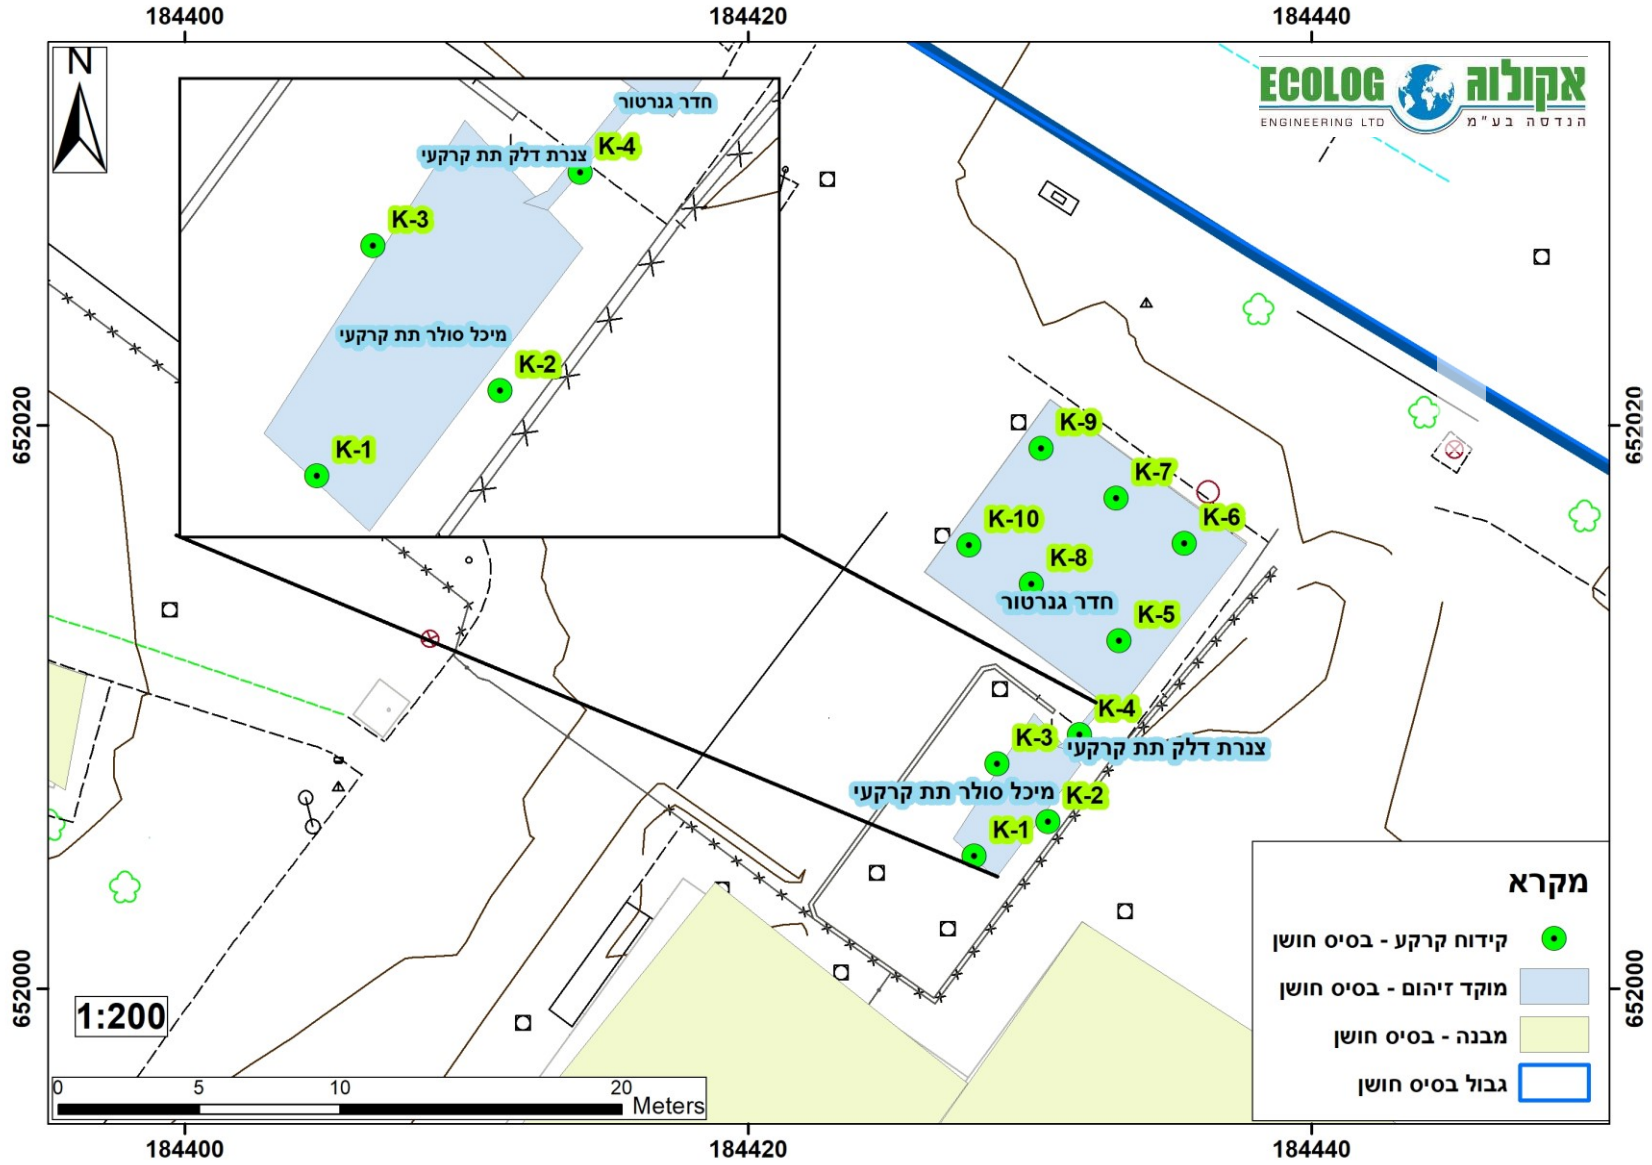 184400
184420
184440
N
ECOLOG אקולוג
ENGINEERING LTD הנדסה בע"מ
חדר גנרטור
צנרת דלק תת קרקעי
K-4
K-3
מיכל סולר תת קרקעי
K-2
K-1
652020
652020
K-9
K-7
K-6
K-10
K-8
חדר גנרטור
K-5
K-4
K-3
צנרת דלק תת קרקעי
מיכל סולר תת קרקעי
K-2
K-1
מקרא
קידוח קרקע - בסיס חושן
מוקד זיהום - בסיס חושן
מבנה - בסיס חושן
גבול בסיס חושן
652000
652000
1:200
0 5 10 20
Meters
184400
184420
184440